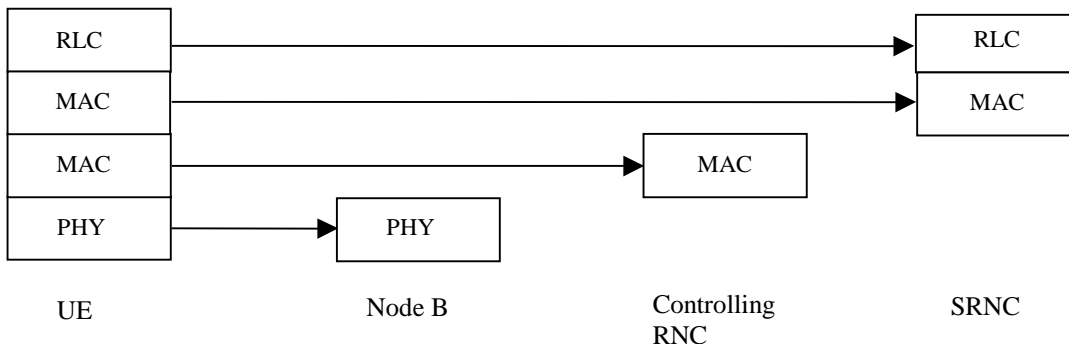 RLC
RLC
MAC
MAC
MAC
MAC
PHY
PHY
UE
Node B
Controlling
RNC
SRNC